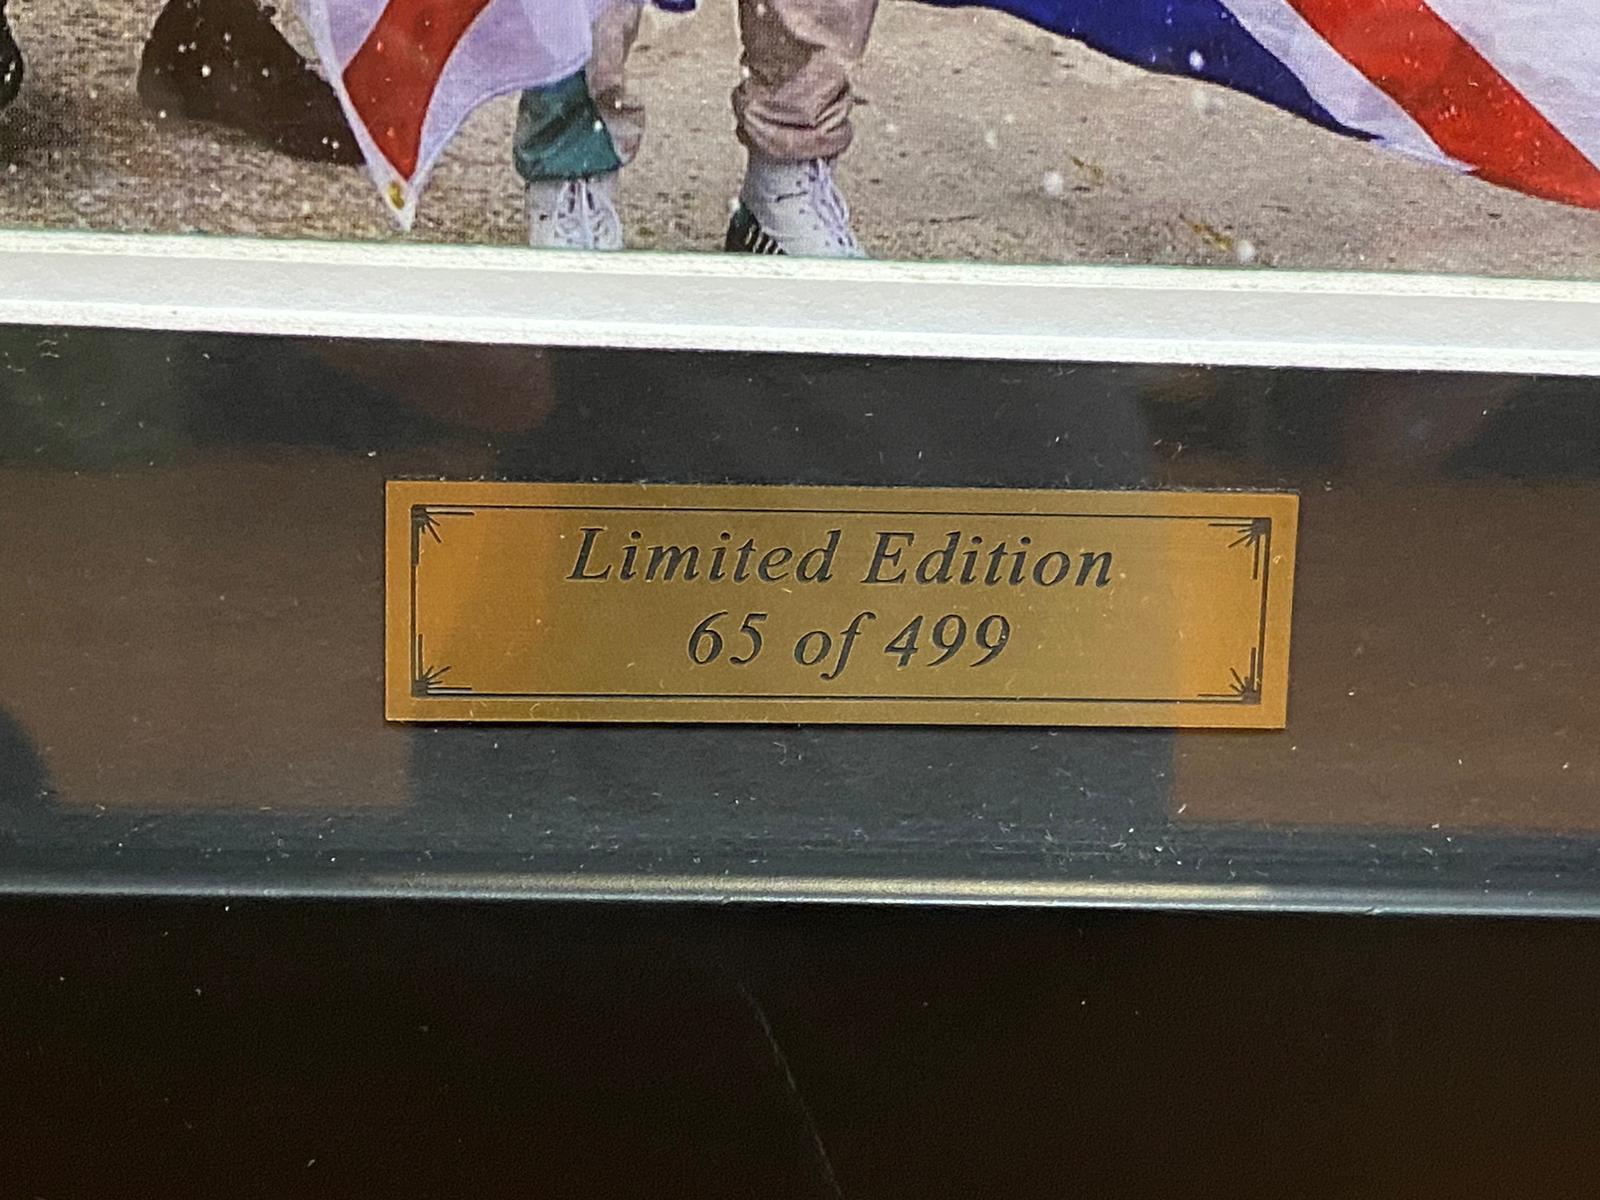 Limited Edition
65 of 499